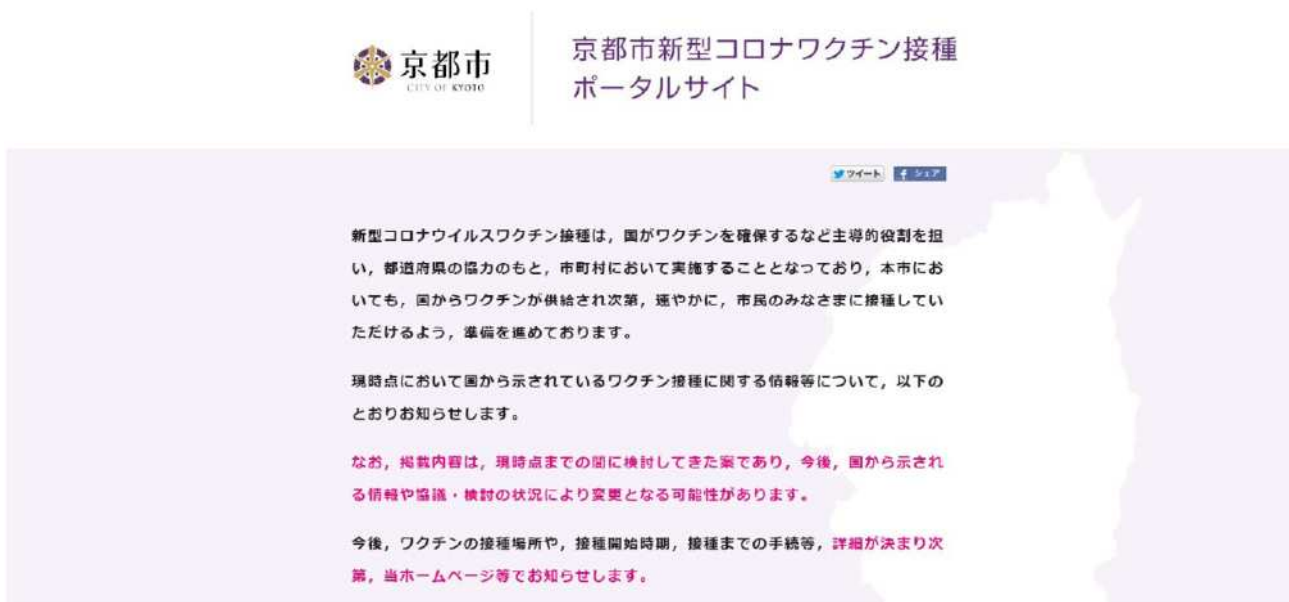 京都市
CITY OF KYOTO
京都市新型コロナワクチン接種
ポータルサイト
ツイート
シェア
新型コロナウイルスワクチン接種は，国がワクチンを確保するなど主導的役割を担
い，都道府県の協力のもと，市町村において実施することとなっており，本市にお
いても，国からワクチンが供給され次第，速やかに，市民のみなさまに接種してい
ただけるよう，準備を進めております。
現時点において国から示されているワクチン接種に関する情報等について，以下の
とおりお知らせします。
なお，掲載内容は，現時点までの間に検討してきた案であり，今後，国から示され
る情報や協議・検討の状況により変更となる可能性があります。
今後，ワクチンの接種場所や，接種開始時期，接種までの手続等，詳細が決まり次
第，当ホームページ等でお知らせします。